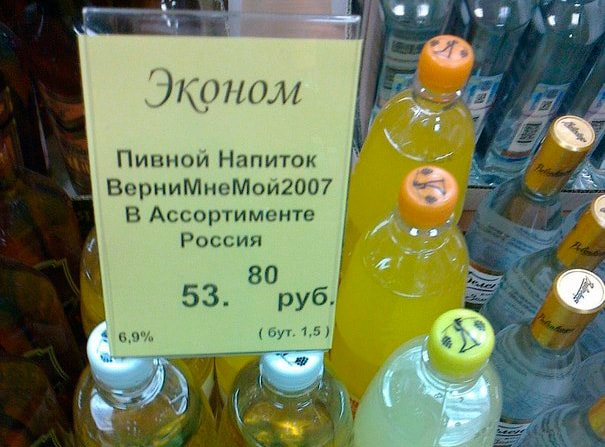 Эконом
Пивной Напиток
ВерниМнеМой2007
В Ассортименте
Россия
53. 80 руб.
6,9% ( бут. 1,5 )